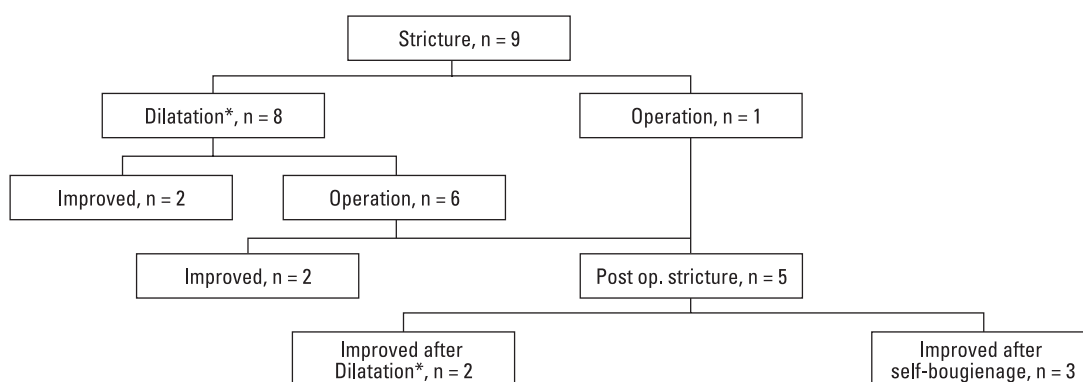 Stricture, n = 9
Dilatation*, n = 8
Operation, n = 1
Improved, n = 2
Operation, n = 6
Improved, n = 2
Post op. stricture, n = 5
Improved after
Dilatation*, n = 2
Improved after
self-bougienage, n = 3